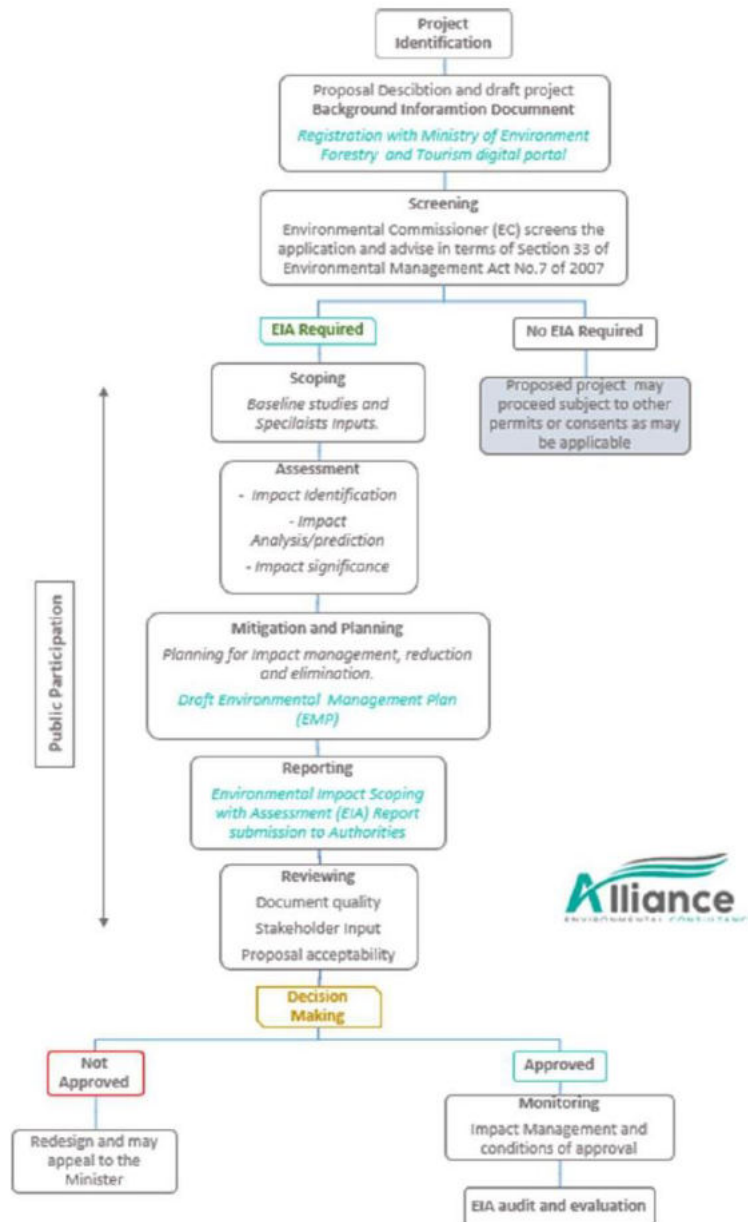 Project
Identification
Proposal Descibtion and draft project
Background Inforamtion Documnent
Registration with Ministry of Environment
Forestry and Tourism digital portal
Screening
Environmental Commissioner (EC) screens the
application and advise in terms of Section 33 of
Environmental Management Act No.7 of 2007
EIA Required
No EIA Required
Scoping
Baseline studies and
Specilaists Inputs.
Proposed project may
proceed subject to other
permits or consents as may
be applicable
Assessment
- Impact Identification
- Impact
Analysis/prediction
- Impact significance
Public Participation
Mitigation and Planning
Planning for Impact management, reduction
and elimination.
Draft Environmental Management Plan
(EMP)
Reporting
Environmental Impact Scoping
with Assessment (EIA) Report
submission to Authorities
Reviewing
Document quality
Stakeholder Input
Proposal acceptability
Alliance
ENVIRONMENTAL CONSULTANC
Decision
Making
Not
Approved
Approved
Redesign and may
appeal to the
Minister
Monitoring
Impact Management and
conditions of approval
EIA audit and evaluation